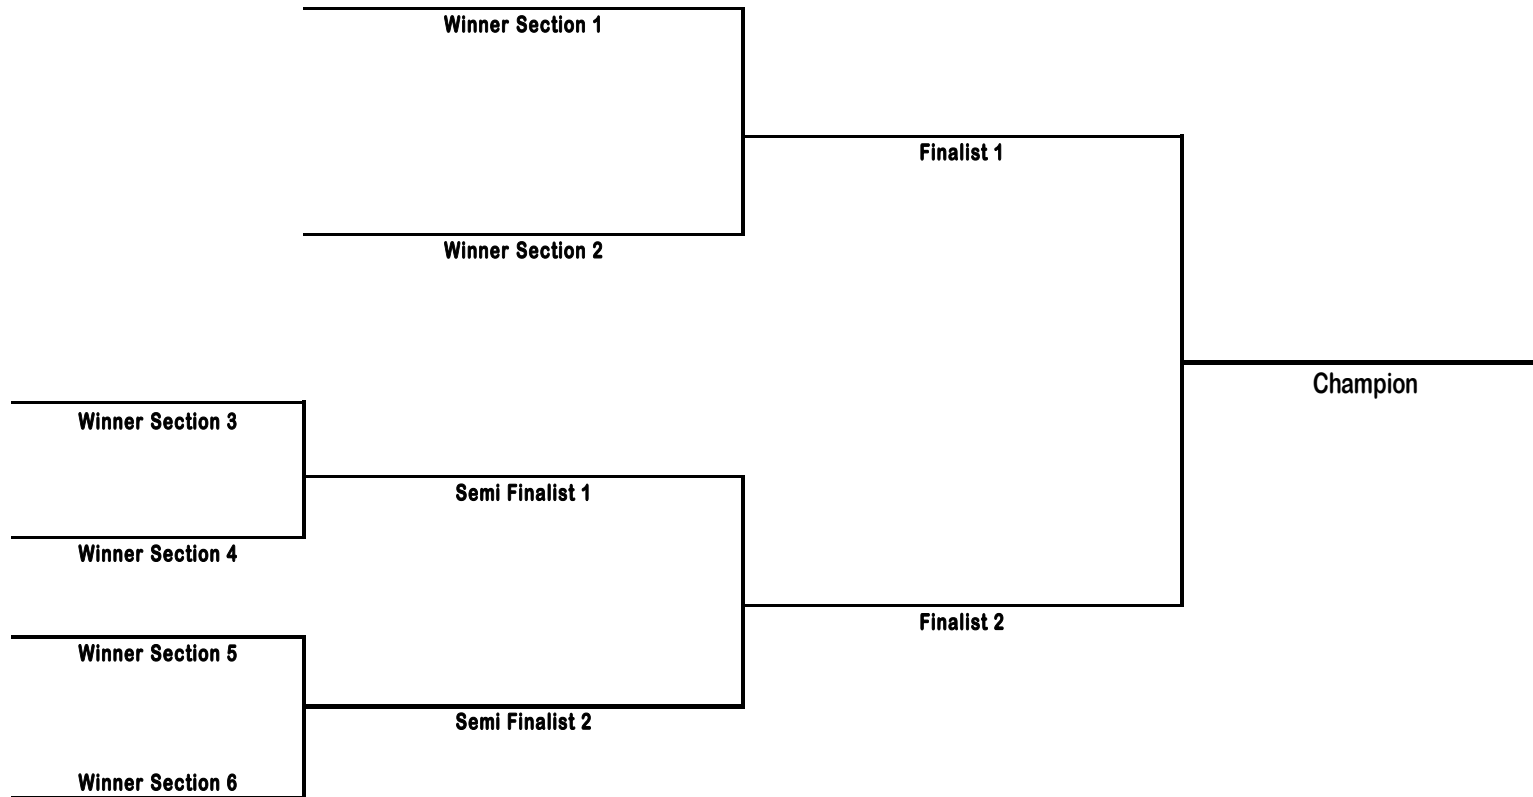 Winner Section 1
Finalist 1
Winner Section 2
Champion
Winner Section 3
Semi Finalist 1
Winner Section 4
Finalist 2
Winner Section 5
Semi Finalist 2
Winner Section 6